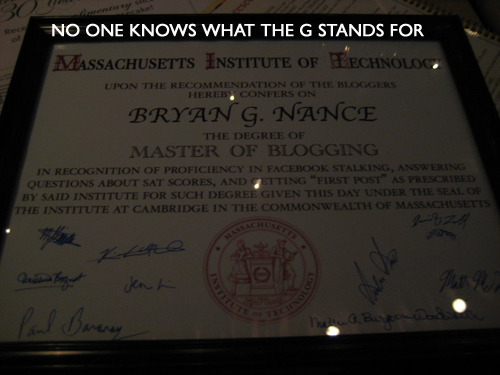 NO ONE KNOWS WHAT THE G STANDS FOR
MASSACHUSETTS INSTITUTE OF TECHNOLOGY
UPON THE RECOMMENDATION OF THE BLOGGERS
HEREBY CONFERS ON
BRYAN G. NANCE
THE DEGREE OF
MASTER OF BLOGGING
IN RECOGNITION OF PROFICIENCY IN FACEBOOK STALKING, ANSWERING
QUESTIONS ABOUT SAT SCORES, AND GETTING "FIRST POST" AS PRESCRIBED
BY SAID INSTITUTE FOR SUCH DEGREE GIVEN THIS DAY UNDER THE SEAL OF
THE INSTITUTE AT CAMBRIDGE IN THE COMMONWEALTH OF MASSACHUSETTS
MASSACHUSETTS
INSTITUTE OF TECHNOLOGY